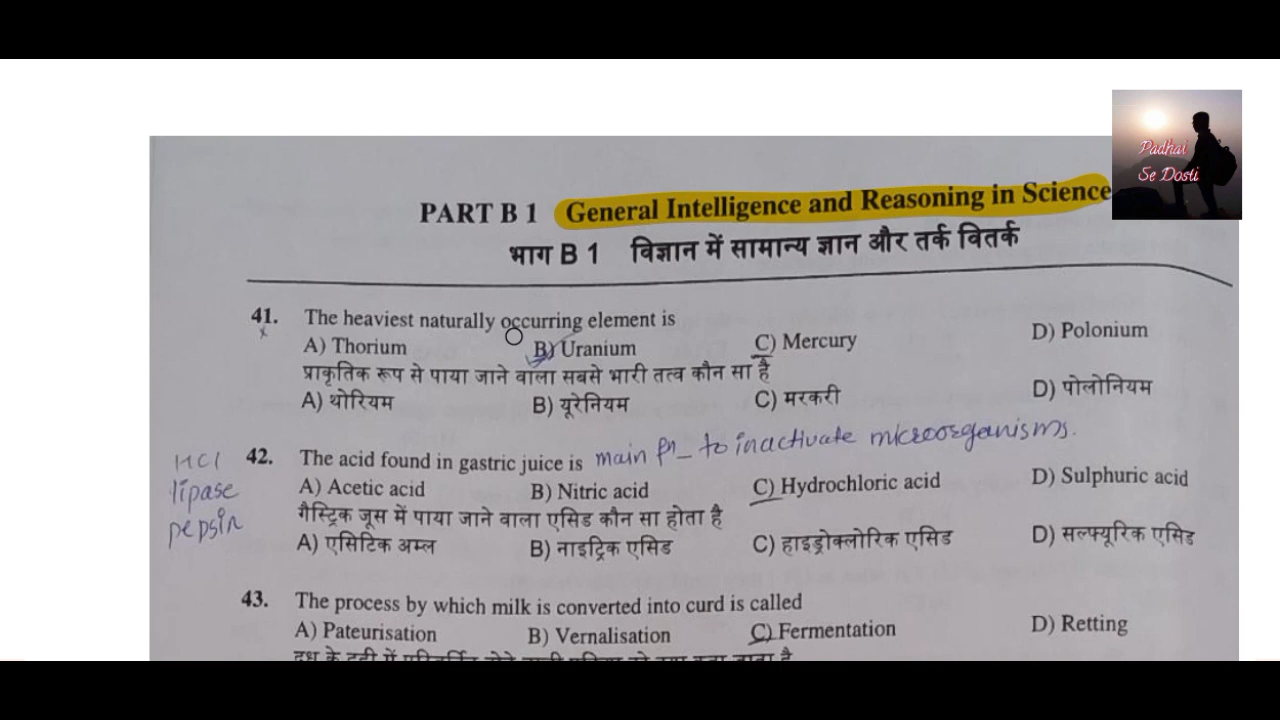 Padhai
Se Dosti
PART B 1 General Intelligence and Reasoning in Science
भाग B 1 विज्ञान में सामान्य ज्ञान और तर्क वितर्क
41. The heaviest naturally occurring element is
A) Thorium B) Uranium C) Mercury D) Polonium
प्राकृतिक रूप से पाया जाने वाला सबसे भारी तत्व कौन सा है
A) थोरियम B) यूरेनियम C) मरकरी D) पोलोनियम
42. The acid found in gastric juice is main fn_ to inactivate microorganisms.
HCl
lipase
pepsin
A) Acetic acid B) Nitric acid C) Hydrochloric acid D) Sulphuric acid
गैस्ट्रिक जूस में पाया जाने वाला एसिड कौन सा होता है
A) एसिटिक अम्ल B) नाइट्रिक एसिड C) हाइड्रोक्लोरिक एसिड D) सल्फ्यूरिक एसिड
43. The process by which milk is converted into curd is called
A) Pateurisation B) Vernalisation C) Fermentation D) Retting